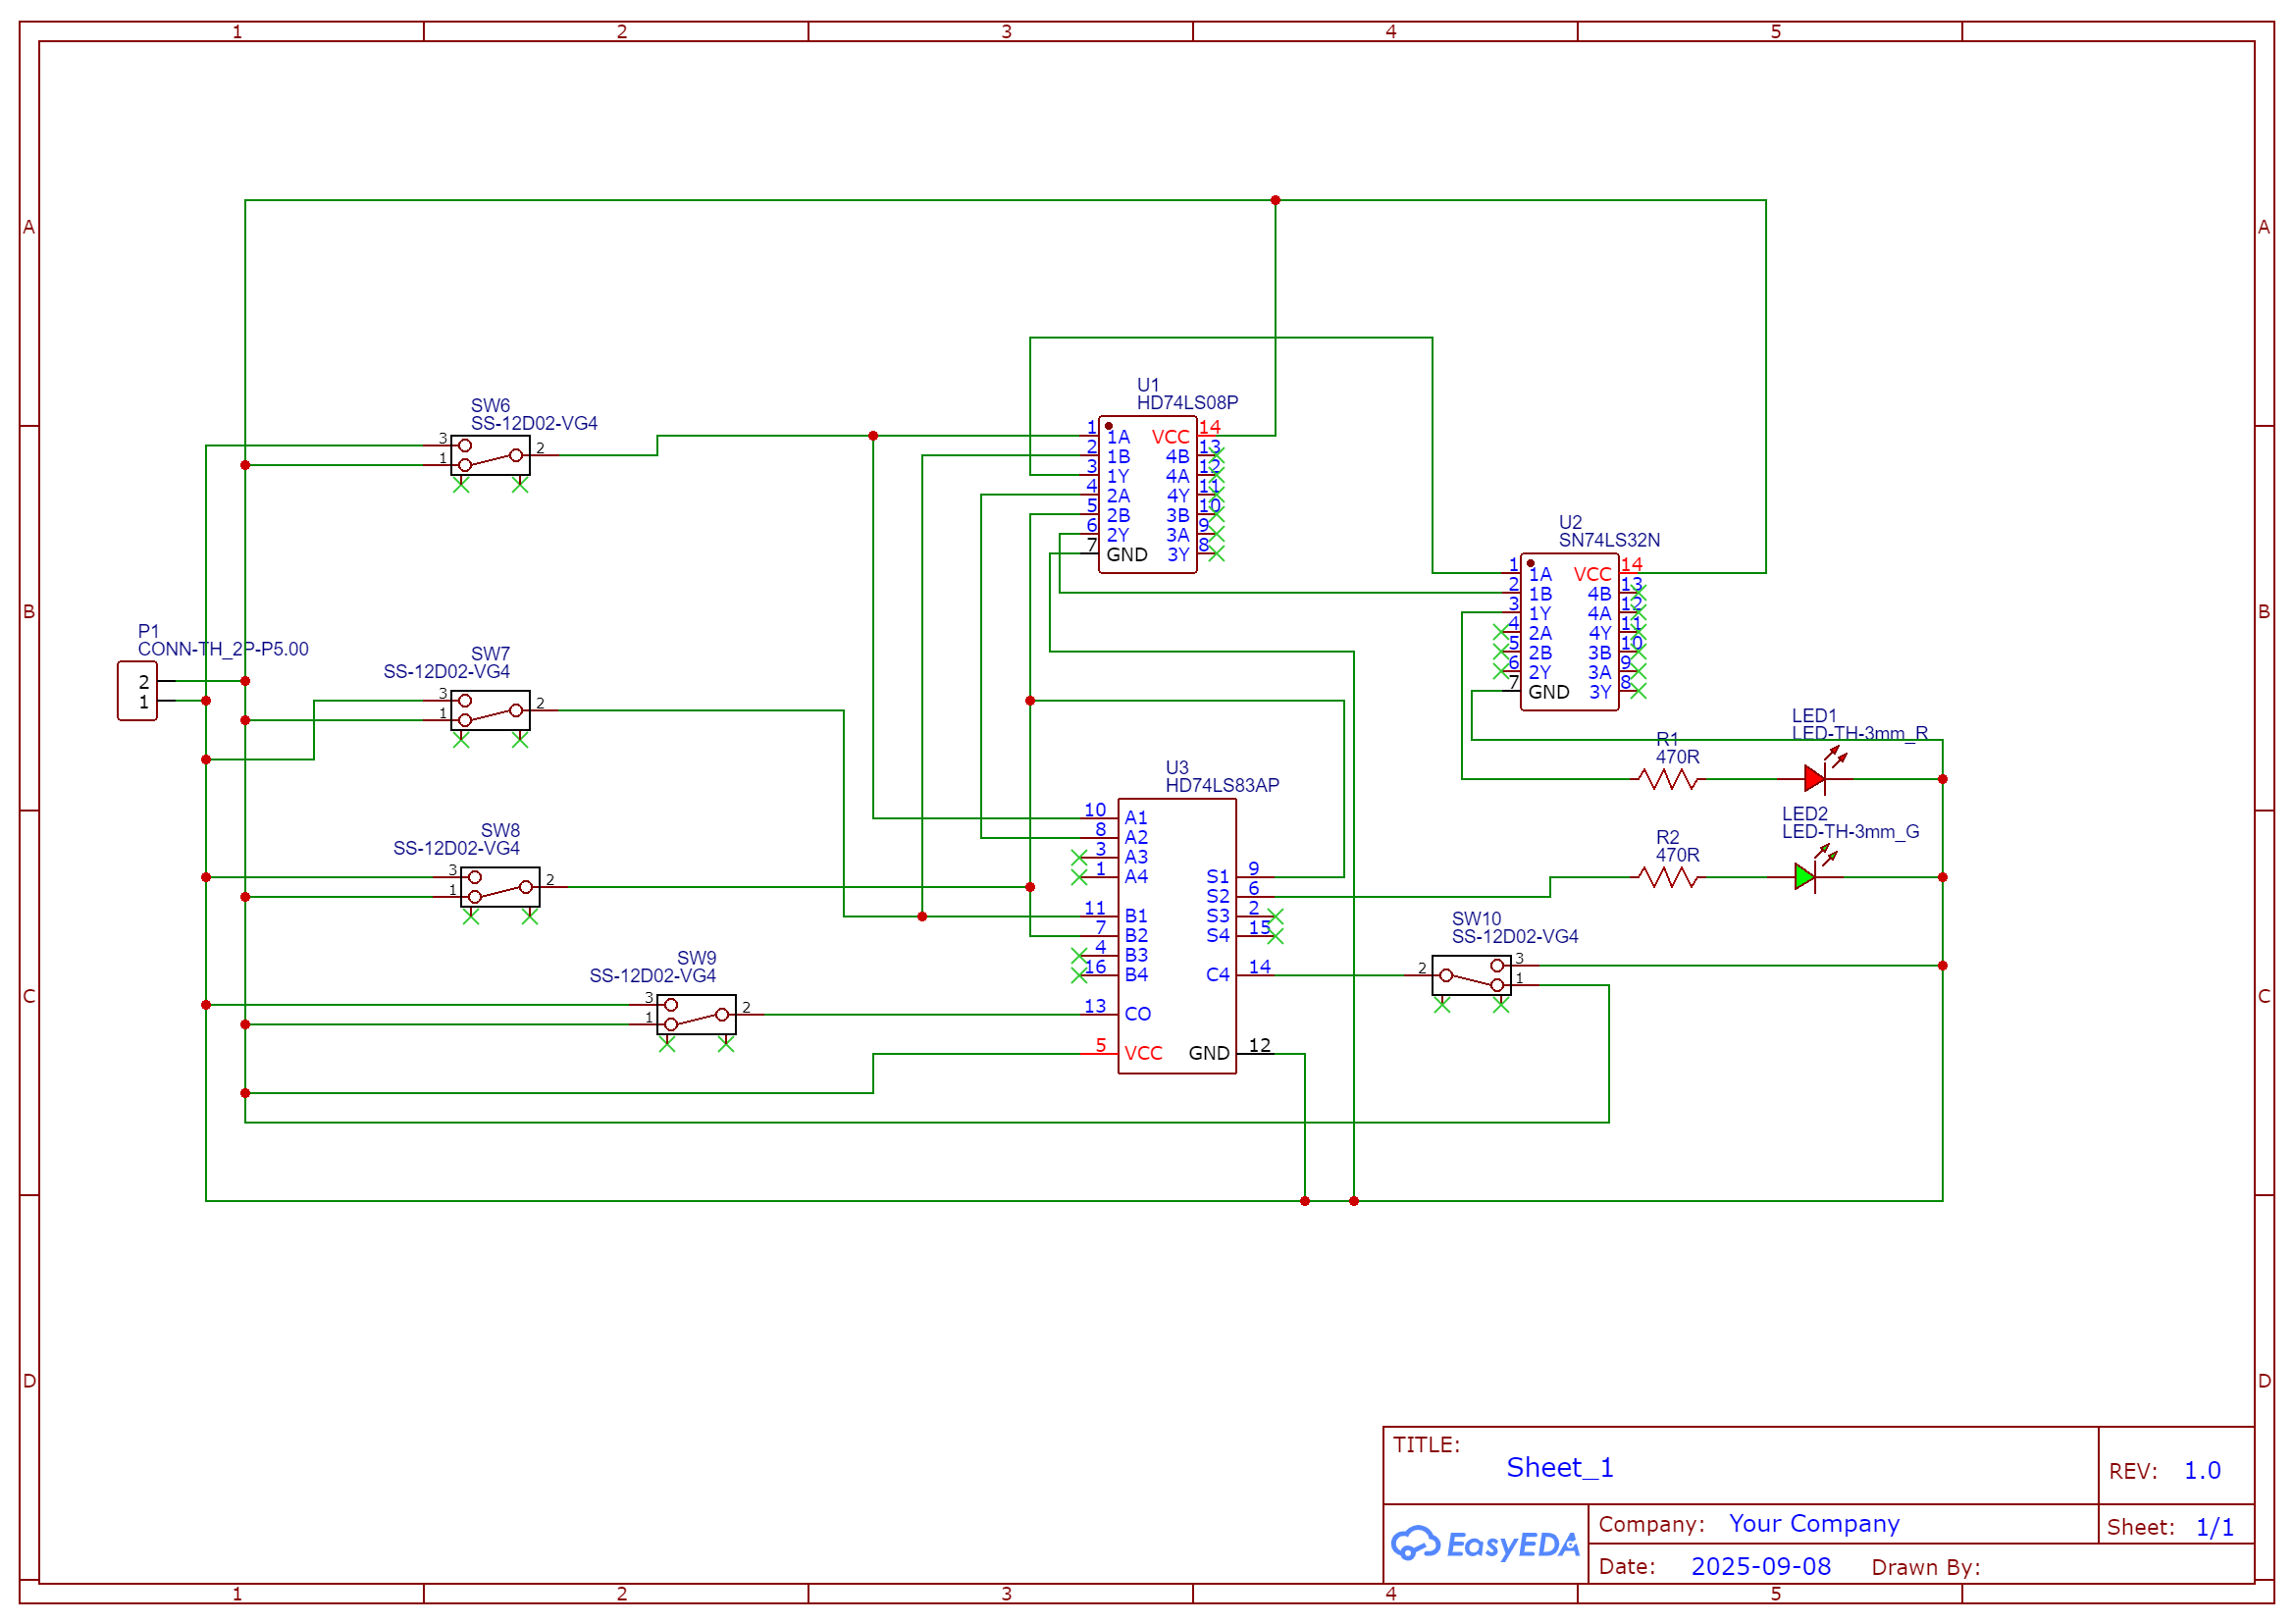 1 2 3 4 5
A A
U1
HD74LS08P
SW6
SS-12D02-VG4
3 2
1
1 1A VCC 14
2 1B 4B 13
3 1Y 4A 12
4 2A 4Y 11
5 2B 3B 10
6 2Y 3A 9
7 GND 3Y 8
U2
SN74LS32N
1 1A VCC 14
2 1B 4B 13
3 1Y 4A 12
4 2A 4Y 11
5 2B 3B 10
6 2Y 3A 9
7 GND 3Y 8
B B
P1
CONN-TH_2P-P5.00
2
1
SW7
SS-12D02-VG4
3 2
1
LED1
LED-TH-3mm_R
R1
470R
U3
HD74LS83AP
10 A1
8 A2
3 A3
1 A4
11 B1
7 B2
4 B3
16 B4
13 CO
5 VCC
S1 9
S2 6
S3 2
S4 15
C4 14
GND 12
LED2
LED-TH-3mm_G
R2
470R
SW8
SS-12D02-VG4
3 2
1
SW10
SS-12D02-VG4
2 3
1
SW9
SS-12D02-VG4
3 2
1
C C
D D
TITLE:
Sheet_1
REV: 1.0
EasyEDA
Company: Your Company
Sheet: 1/1
Date: 2025-09-08 Drawn By:
1 2 3 4 5